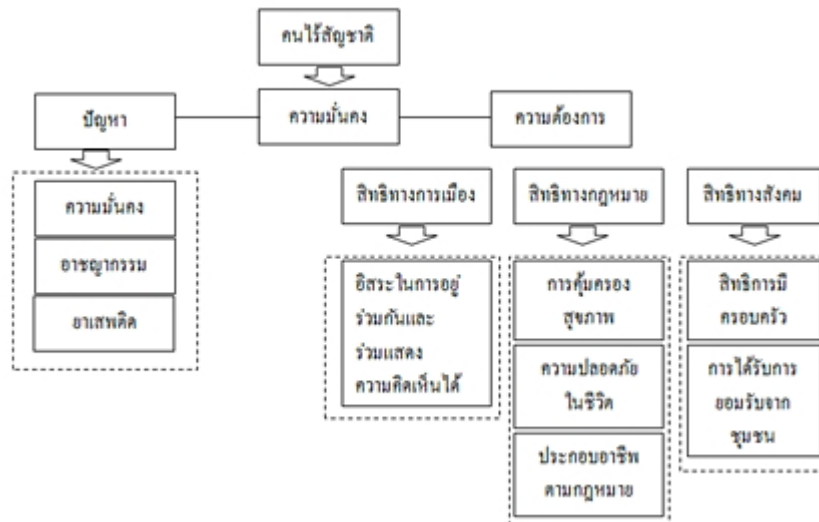 คนไร้สัญชาติ
ปัญหา
ความมั่นคง
ความต้องการ
ความมั่นคง
อาชญากรรม
ยาเสพติด
สิทธิทางการเมือง
สิทธิทางกฎหมาย
สิทธิทางสังคม
อิสระในการอยู่
ร่วมกันและ
ร่วมแสดง
ความคิดเห็นได้
การคุ้มครอง
สุขภาพ
ความปลอดภัย
ในชีวิต
ประกอบอาชีพ
ตามกฎหมาย
สิทธิการมี
ครอบครัว
การได้รับการ
ยอมรับจาก
ชุมชน